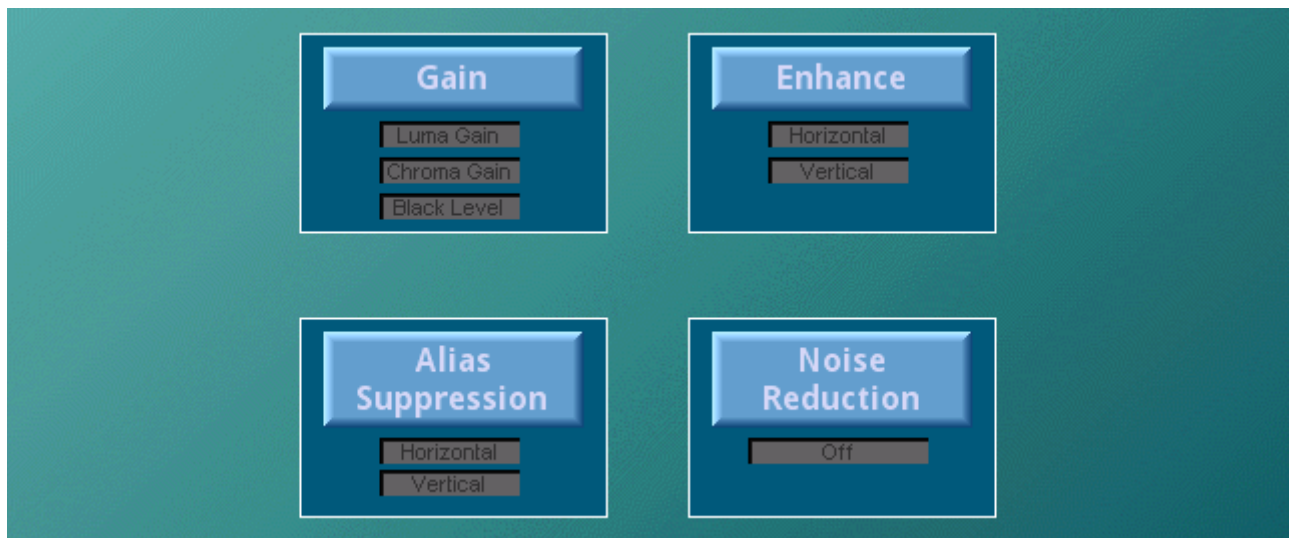 Gain
Luma Gain
Chroma Gain
Black Level
Enhance
Horizontal
Vertical
Alias
Suppression
Horizontal
Vertical
Noise
Reduction
Off